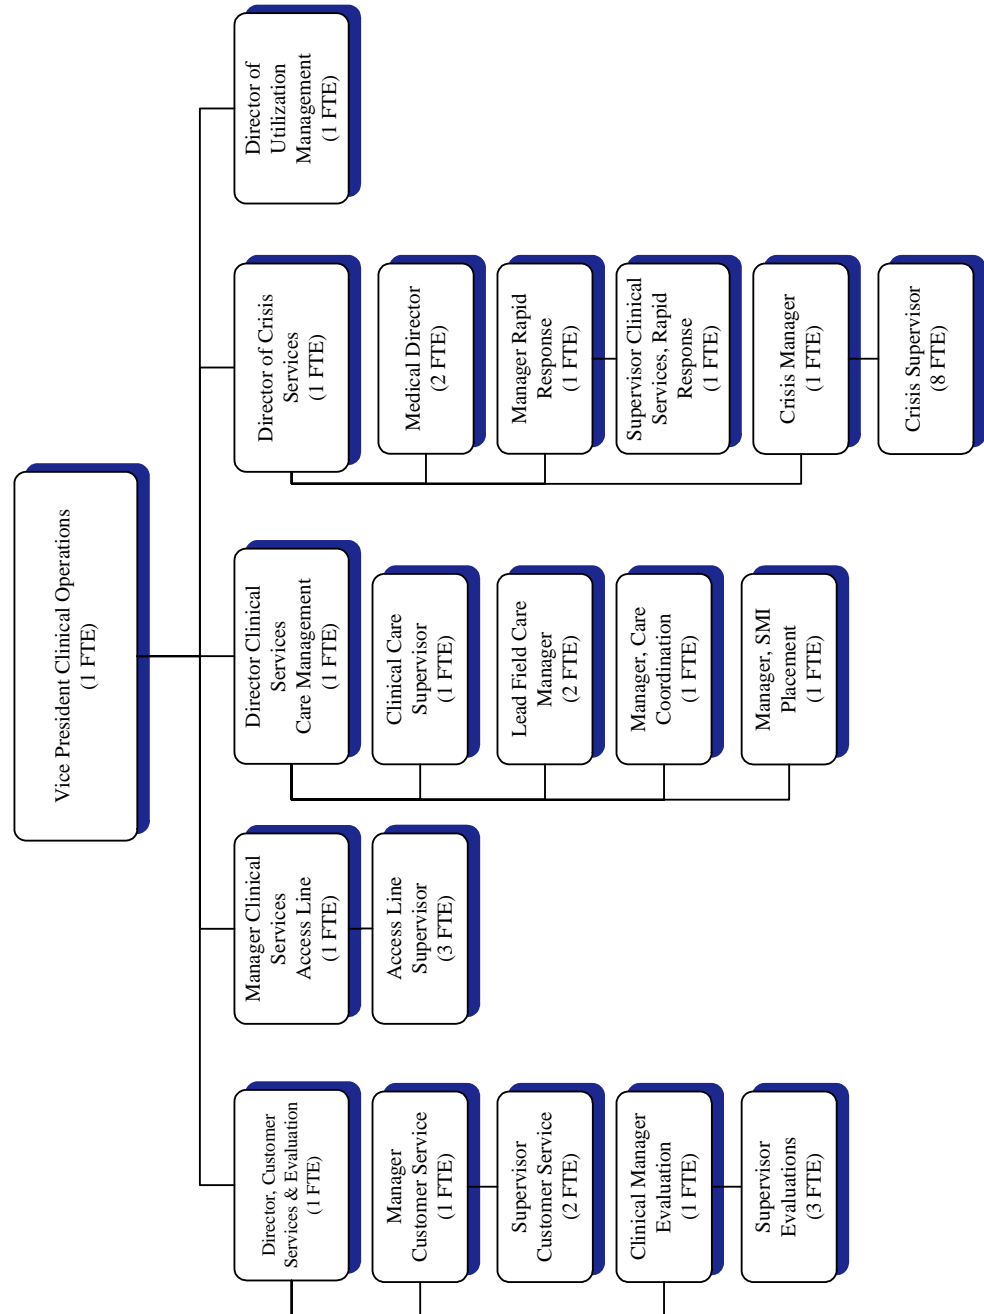 Vice President Clinical Operations
(1 FTE)
Director, Customer
Services & Evaluation
(1 FTE)
Manager
Customer Service
(1 FTE)
Supervisor
Customer Service
(2 FTE)
Clinical Manager
Evaluation
(1 FTE)
Supervisor
Evaluations
(3 FTE)
Manager Clinical
Services
Access Line
(1 FTE)
Access Line
Supervisor
(3 FTE)
Director Clinical
Services
Care Management
(1 FTE)
Clinical Care
Supervisor
(1 FTE)
Lead Field Care
Manager
(2 FTE)
Manager, Care
Coordination
(1 FTE)
Manager, SMI
Placement
(1 FTE)
Director of Crisis
Services
(1 FTE)
Medical Director
(2 FTE)
Manager Rapid
Response
(1 FTE)
Supervisor Clinical
Services, Rapid
Response
(1 FTE)
Crisis Manager
(1 FTE)
Crisis Supervisor
(8 FTE)
Director of
Utilization
Management
(1 FTE)